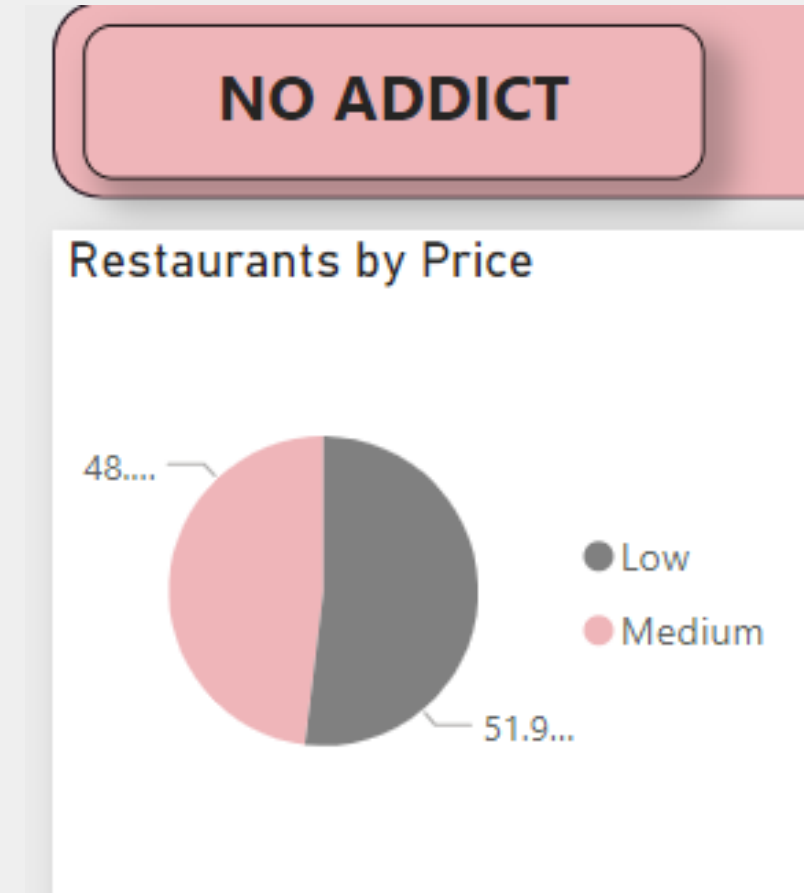 NO ADDICT
Restaurants by Price
48....
Low
Medium
51.9...